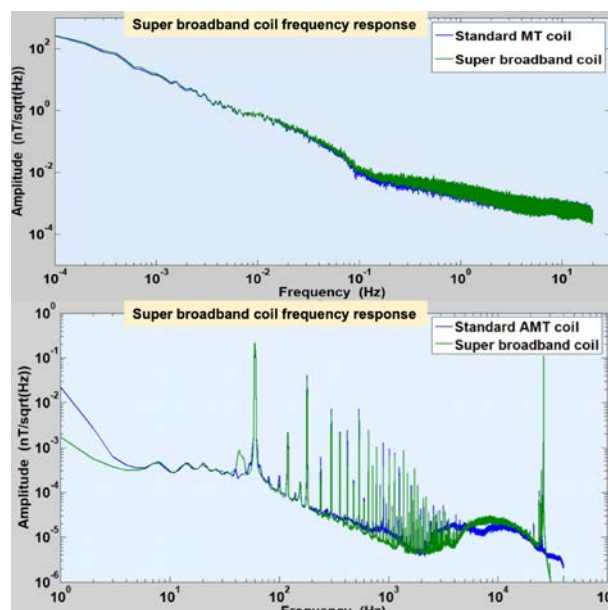 Super broadband coil frequency response
Standard MT coil
Super broadband coil
Amplitude (nT/sqrt(Hz)
10^2
10^0
10^-2
10^-4
10^-4
10^-3
10^-2
10^-1
10^0
10^1
Frequency (Hz)
Super broadband coil frequency response
Standard AMT coil
Super broadband coil
Amplitude (nT/sqrt(Hz)
10^0
10^-1
10^-2
10^-3
10^-4
10^-5
10^-6
10^0
10^1
10^2
10^3
10^4
10^5
Frequency (Hz)